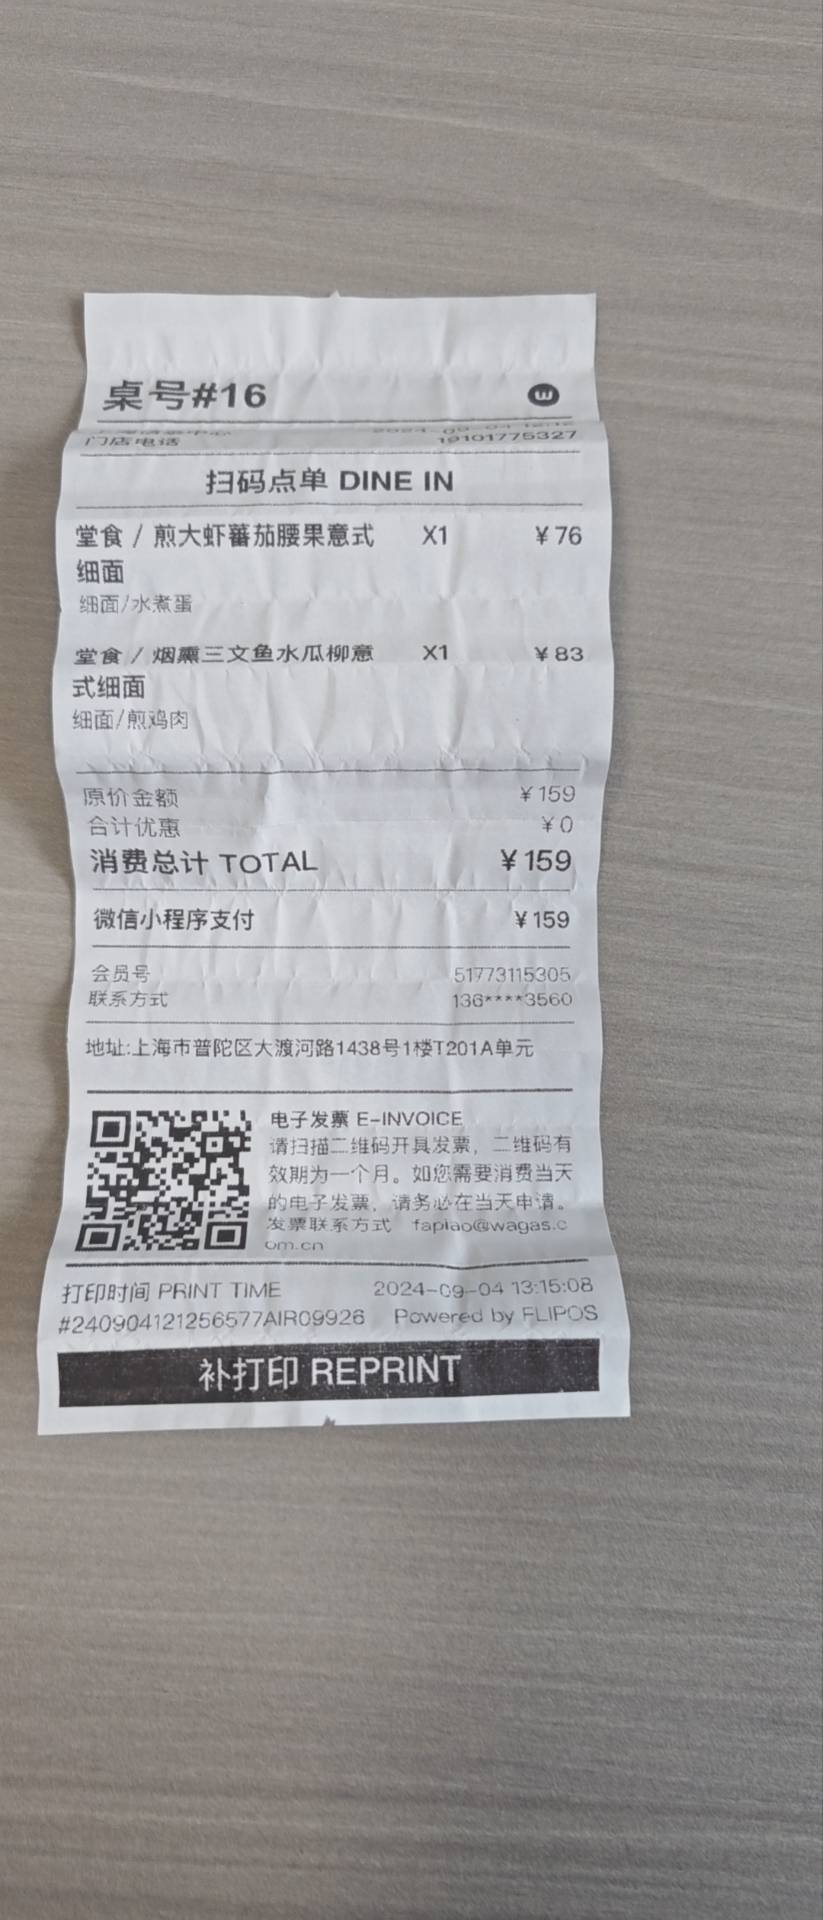 桌号#16
门店电话 19101775327
扫码点单 DINE IN
堂食 / 煎大虾蕃茄腰果意式 X1 ¥76
细面
细面/水煮蛋
堂食 / 烟熏三文鱼水瓜柳意 X1 ¥83
式细面
细面/煎鸡肉
原价金额 ¥159
合计优惠 ¥0
消费总计 TOTAL ¥159
微信小程序支付 ¥159
会员号 51773115305
联系方式 136****3560
地址:上海市普陀区大渡河路1438号1楼T201A单元
电子发票 E-INVOICE
请扫描二维码开具发票，二维码有
效期为一个月。如您需要消费当天
的电子发票，请务必在当天申请。
发票联系方式 fapiao@wagas.c
om.cn
打印时间 PRINT TIME 2024-09-04 13:15:08
#240904121256577AIR09926 Powered by FLIPOS
补打印 REPRINT